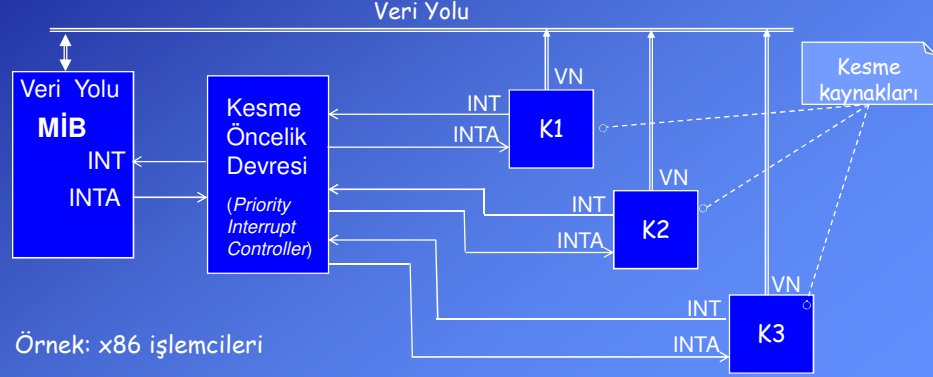 Veri Yolu
Veri Yolu
MİB
INT
INTA
Kesme
Öncelik
Devresi
(Priority
Interrupt
Controller)
VN
INT
INTA
K1
VN
INT
INTA
K2
VN
INT
INTA
K3
Kesme
kaynakları
Örnek: x86 işlemcileri